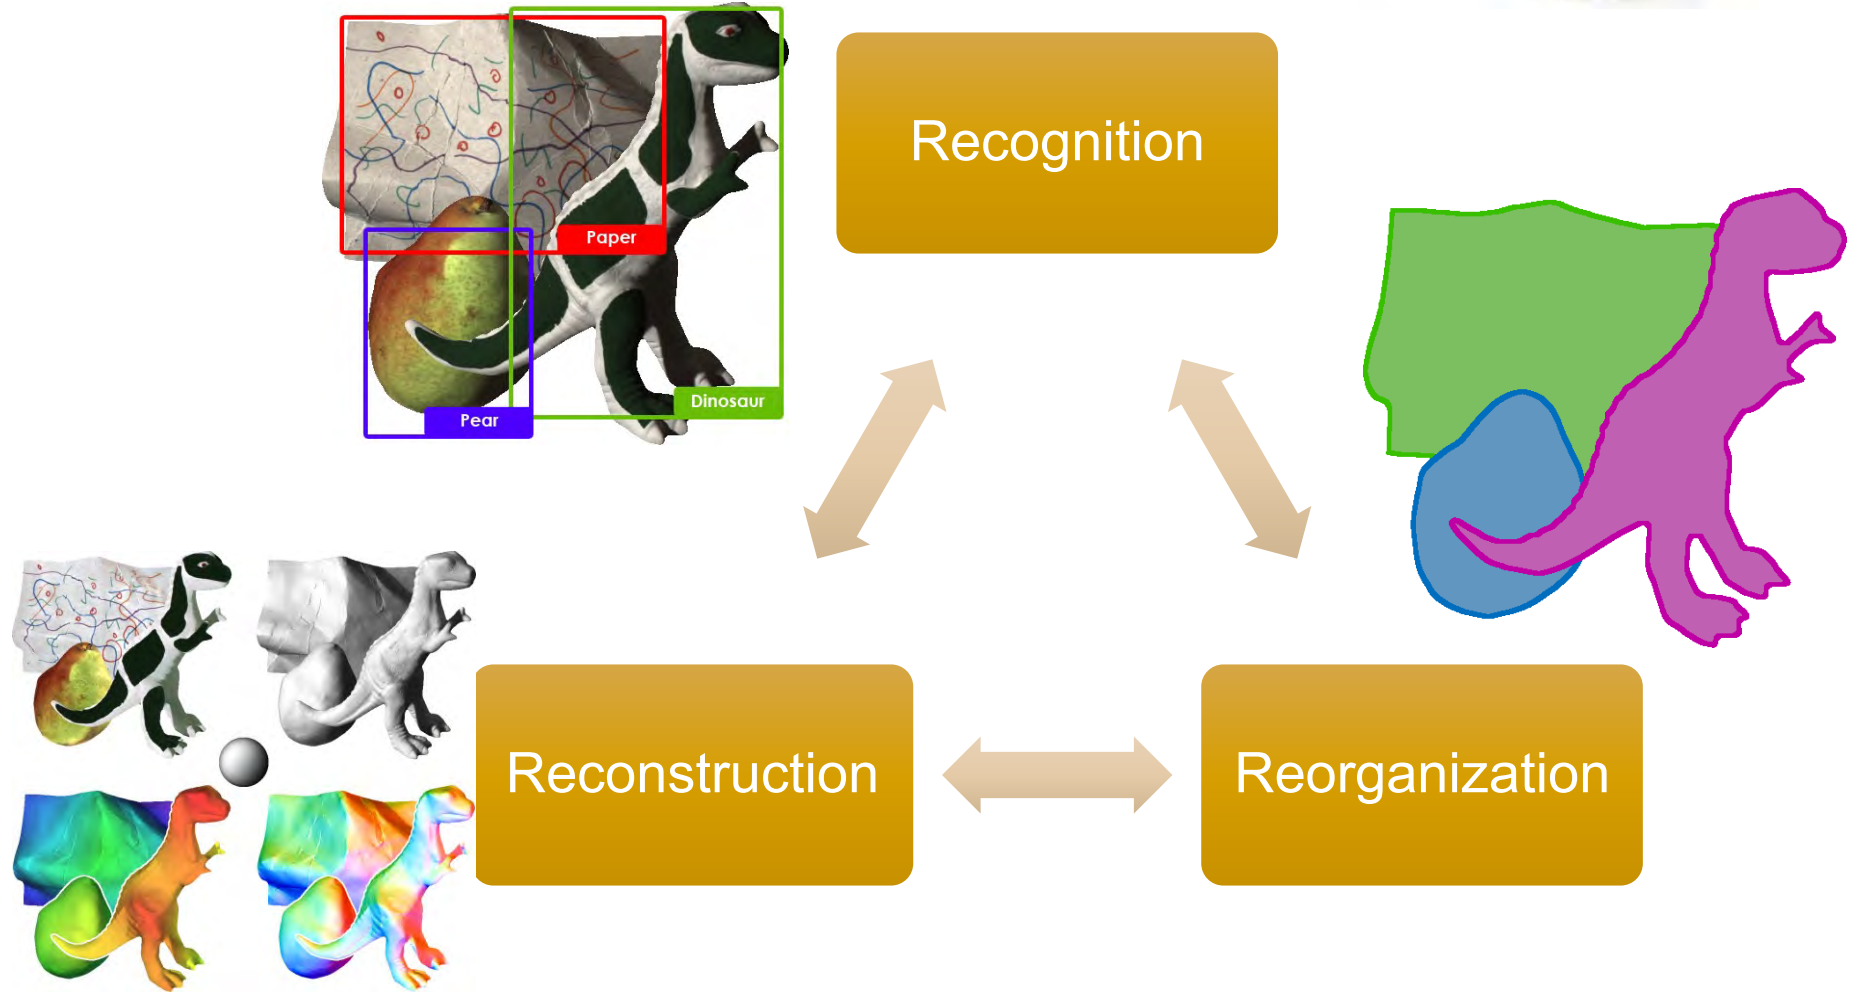 Recognition
Paper
Dinosaur
Pear
Reconstruction
Reorganization